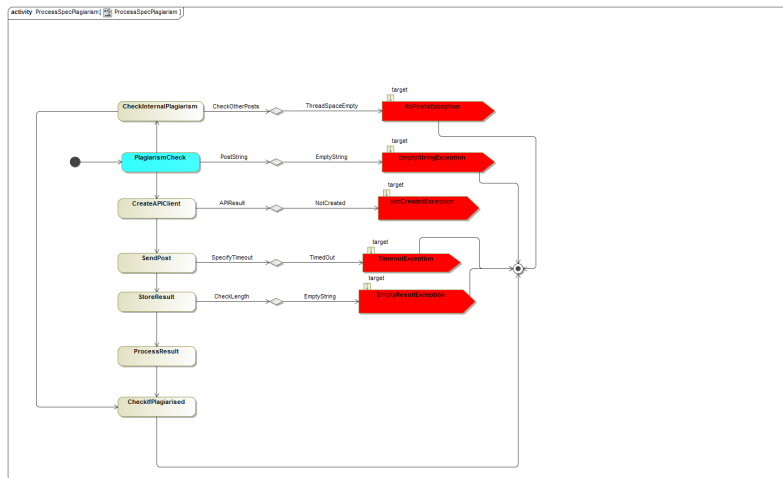 activity ProcessSpecPlagiarism[ ProcessSpecPlagiarism ]
target
CheckInternalPlagiarism CheckOtherPosts ThreadSpaceEmpty NoPostsException
target
PlagiarismCheck PostString EmptyString EmptyStringException
target
CreateAPIClient APIResult NotCreated NotCreatedException
target
SendPost SpecifyTimeout TimedOut TimeoutException
target
StoreResult CheckLength EmptyString EmptyResultException
ProcessResult
CheckIfPlagiarised